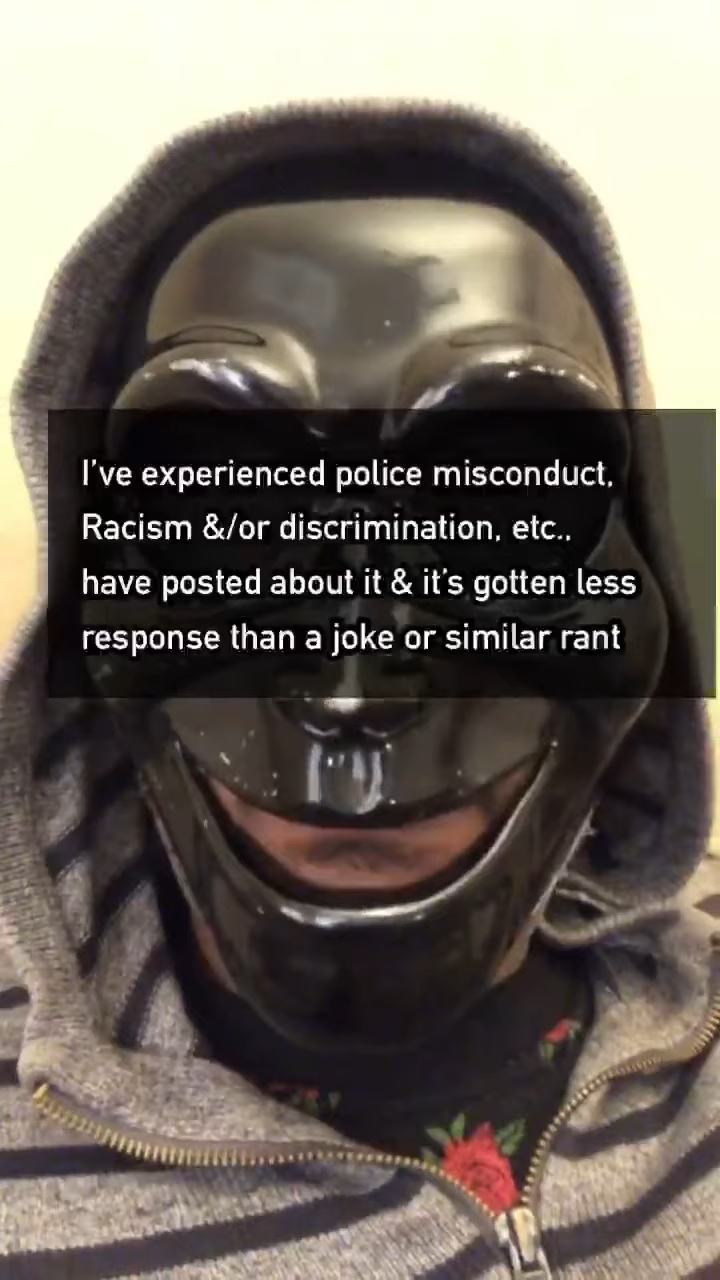 I've experienced police misconduct,
Racism &/or discrimination, etc..
have posted about it & it's gotten less
response than a joke or similar rant